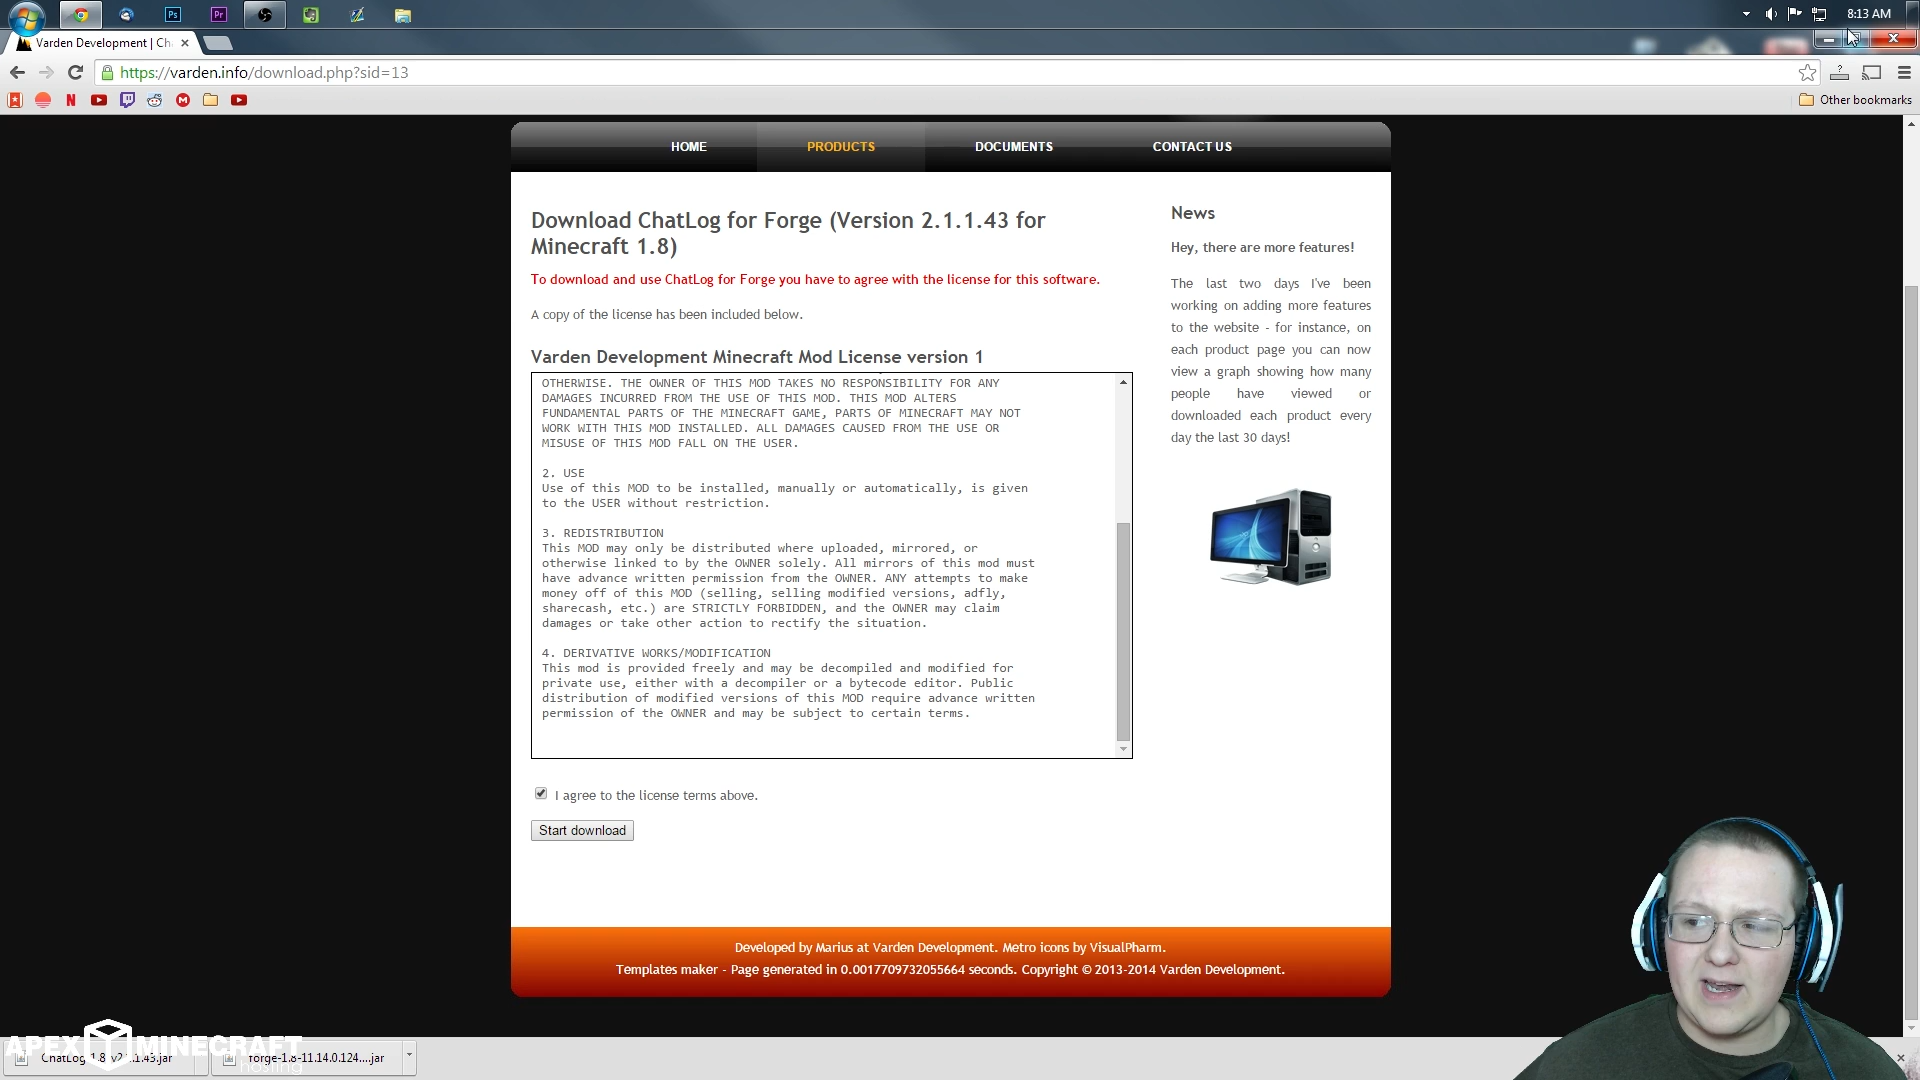 8:13 AM
Varden Development | Ch
https://varden.info/download.php?sid=13
Other bookmarks
HOME
PRODUCTS
DOCUMENTS
CONTACT US
Download ChatLog for Forge (Version 2.1.1.43 for
Minecraft 1.8)
To download and use ChatLog for Forge you have to agree with the license for this software.
A copy of the license has been included below.
Varden Development Minecraft Mod License version 1
OTHERWISE. THE OWNER OF THIS MOD TAKES NO RESPONSIBILITY FOR ANY
DAMAGES INCURRED FROM THE USE OF THIS MOD. THIS MOD ALTERS
FUNDAMENTAL PARTS OF THE MINECRAFT GAME, PARTS OF MINECRAFT MAY NOT
WORK WITH THIS MOD INSTALLED. ALL DAMAGES CAUSED FROM THE USE OR
MISUSE OF THIS MOD FALL ON THE USER.
2. USE
Use of this MOD to be installed, manually or automatically, is given
to the USER without restriction.
3. REDISTRIBUTION
This MOD may only be distributed where uploaded, mirrored, or
otherwise linked to by the OWNER solely. All mirrors of this mod must
have advance written permission from the OWNER. ANY attempts to make
money off of this MOD (selling, selling modified versions, adfly,
sharecash, etc.) are STRICTLY FORBIDDEN, and the OWNER may claim
damages or take other action to rectify the situation.
4. DERIVATIVE WORKS/MODIFICATION
This mod is provided freely and may be decompiled and modified for
private use, either with a decompiler or a bytecode editor. Public
distribution of modified versions of this MOD require advance written
permission of the OWNER and may be subject to certain terms.
I agree to the license terms above.
Start download
News
Hey, there are more features!
The last two days I've been
working on adding more features
to the website - for instance, on
each product page you can now
view a graph showing how many
people have viewed or
downloaded each product every
day the last 30 days!
Developed by Marius at Varden Development. Metro icons by VisualPharm.
Templates maker - Page generated in 0.0017709732055664 seconds. Copyright © 2013-2014 Varden Development.
APEX MINECRAFT
hosting
forge-1.8-11.14.0.124....jar